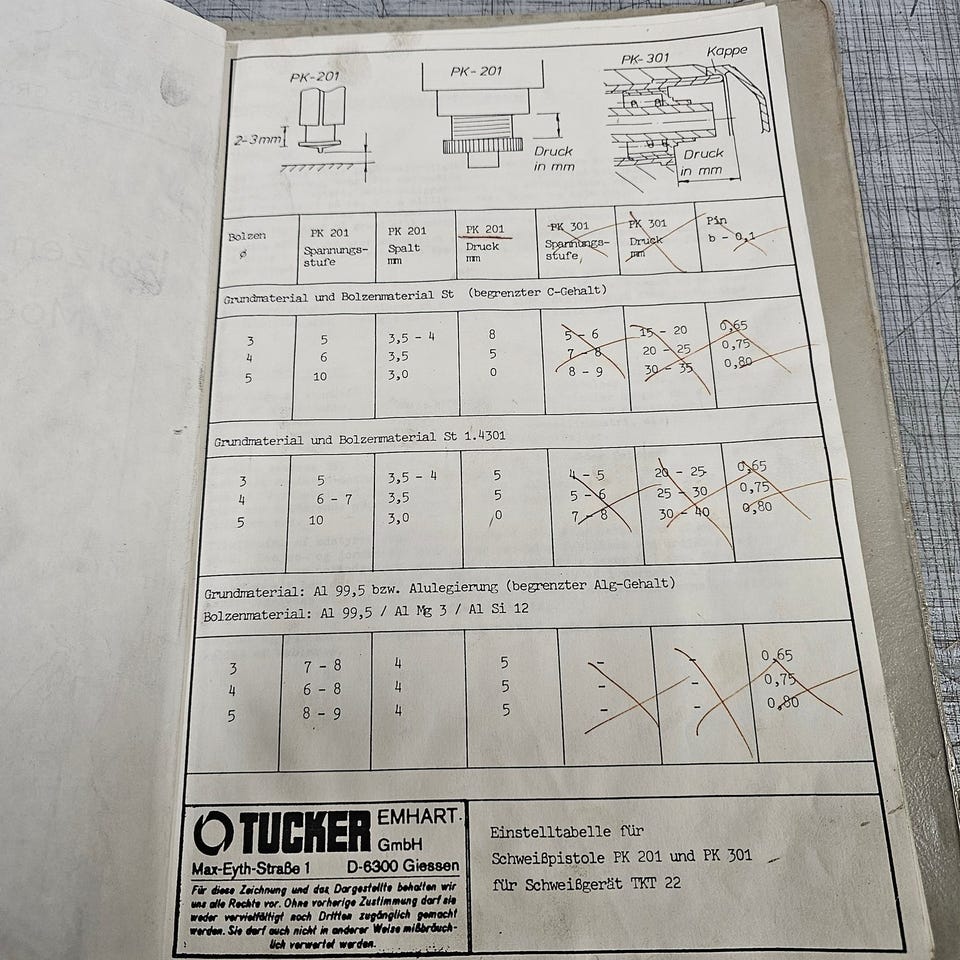 PK-201
PK-201
PK-301
Kappe
2-3mm
Druck
in mm
Druck
in mm
Bolzen
ø
PK 201
Spannungs-
stufe
PK 201
Spalt
mm
PK 201
Druck
mm
PK 301
Spannungs-
stufe
PK 301
Druck
mm
Pin
b - 0,1
Grundmaterial und Bolzenmaterial St (begrenzter C-Gehalt)
3 5 3,5 - 4 8 5 - 6 15 - 20 0,65
4 6 3,5 5 7 - 8 20 - 25 0,75
5 10 3,0 0 8 - 9 30 - 35 0,80
Grundmaterial und Bolzenmaterial St 1.4301
3 5 3,5 - 4 5 4 - 5 20 - 25 0,65
4 6 - 7 3,5 5 5 - 6 25 - 30 0,75
5 10 3,0 0 7 - 8 30 - 40 0,80
Grundmaterial: Al 99,5 bzw. Alulegierung (begrenzter Alg-Gehalt)
Bolzenmaterial: Al 99,5 / Al Mg 3 / Al Si 12
3 7 - 8 4 5 - - 0,65
4 6 - 8 4 5 - - 0,75
5 8 - 9 4 5 - - 0,80
TUCKER EMHART
GmbH
Max-Eyth-Straße 1 D-6300 Giessen
Für diese Zeichnung und das Dargestellte behalten wir
uns alle Rechte vor. Ohne vorherige Zustimmung darf sie
weder vervielfältigt noch Dritten zugänglich gemacht
werden. Sie darf auch nicht in anderer Weise mißbräuch-
lich verwertet werden.
Einstelltabelle für
Schweißpistole PK 201 und PK 301
für Schweißgerät TKT 22